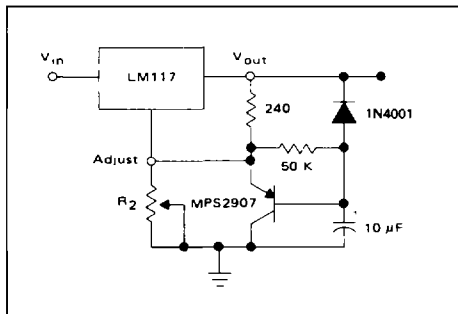 Vin
LM117
Vout
240
1N4001
Adjust
50 K
R2
MPS2907
10 μF